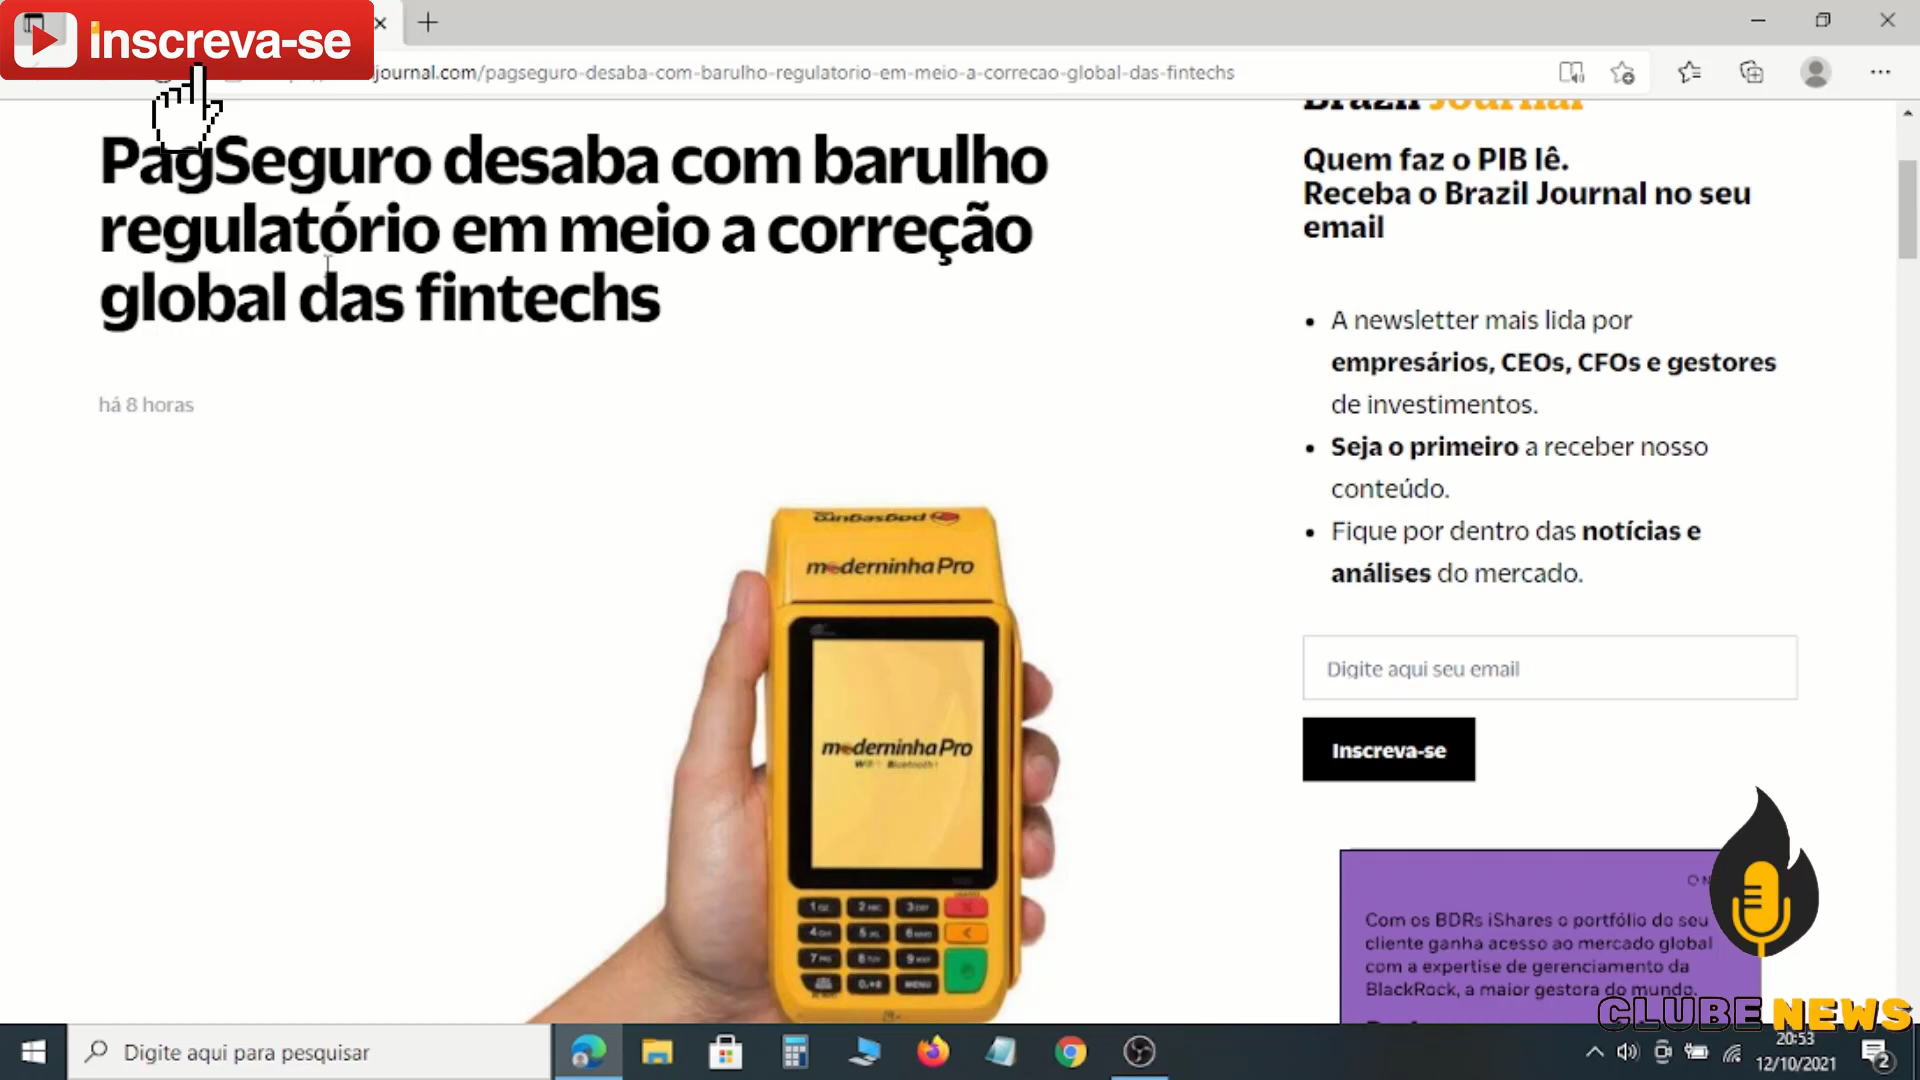 inscreva-se
journal.com/pagseguro-desaba-com-barulho-regulatorio-em-meio-a-correcao-global-das-fintechs
PagSeguro desaba com barulho
regulatório em meio a correção
global das fintechs
há 8 horas
pagseguro
moderninha Pro
moderninha Pro
Brazil Journal
Quem faz o PIB lê.
Receba o Brazil Journal no seu
email
• A newsletter mais lida por
empresários, CEOs, CFOs e gestores
de investimentos.
• Seja o primeiro a receber nosso
conteúdo.
• Fique por dentro das notícias e
análises do mercado.
Digite aqui seu email
Inscreva-se
Com os BDRs iShares o portfólio do seu
cliente ganha acesso ao mercado global
com a expertise de gerenciamento da
BlackRock, a maior gestora do mundo.
CLUBE NEWS
Digite aqui para pesquisar
20:53
12/10/2021
2